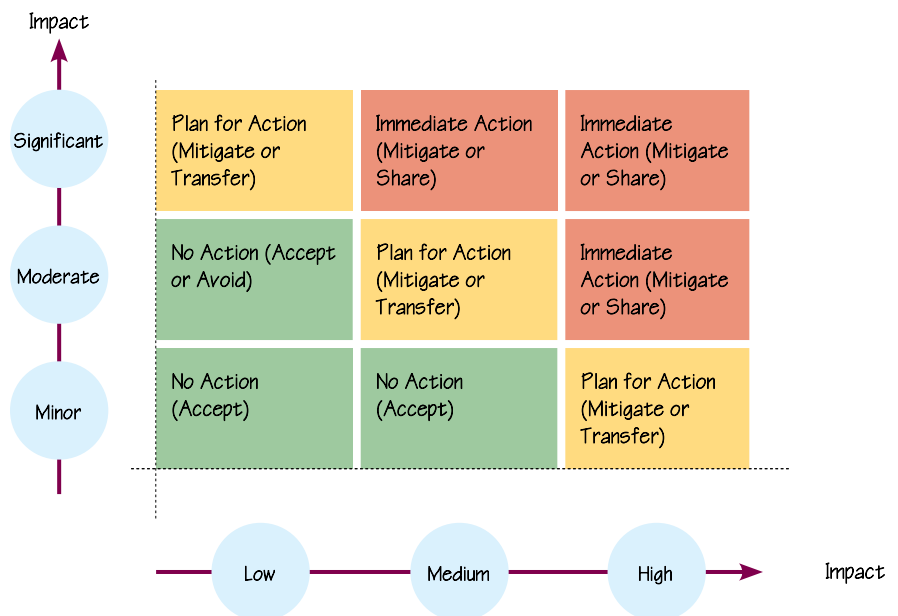 Impact
Significant
Plan for Action
(Mitigate or
Transfer)
Immediate Action
(Mitigate or
Share)
Immediate
Action (Mitigate
or Share)
Moderate
No Action (Accept
or Avoid)
Plan for Action
(Mitigate or
Transfer)
Immediate
Action (Mitigate
or Share)
Minor
No Action
(Accept)
No Action
(Accept)
Plan for Action
(Mitigate or
Transfer)
Low
Medium
High
Impact